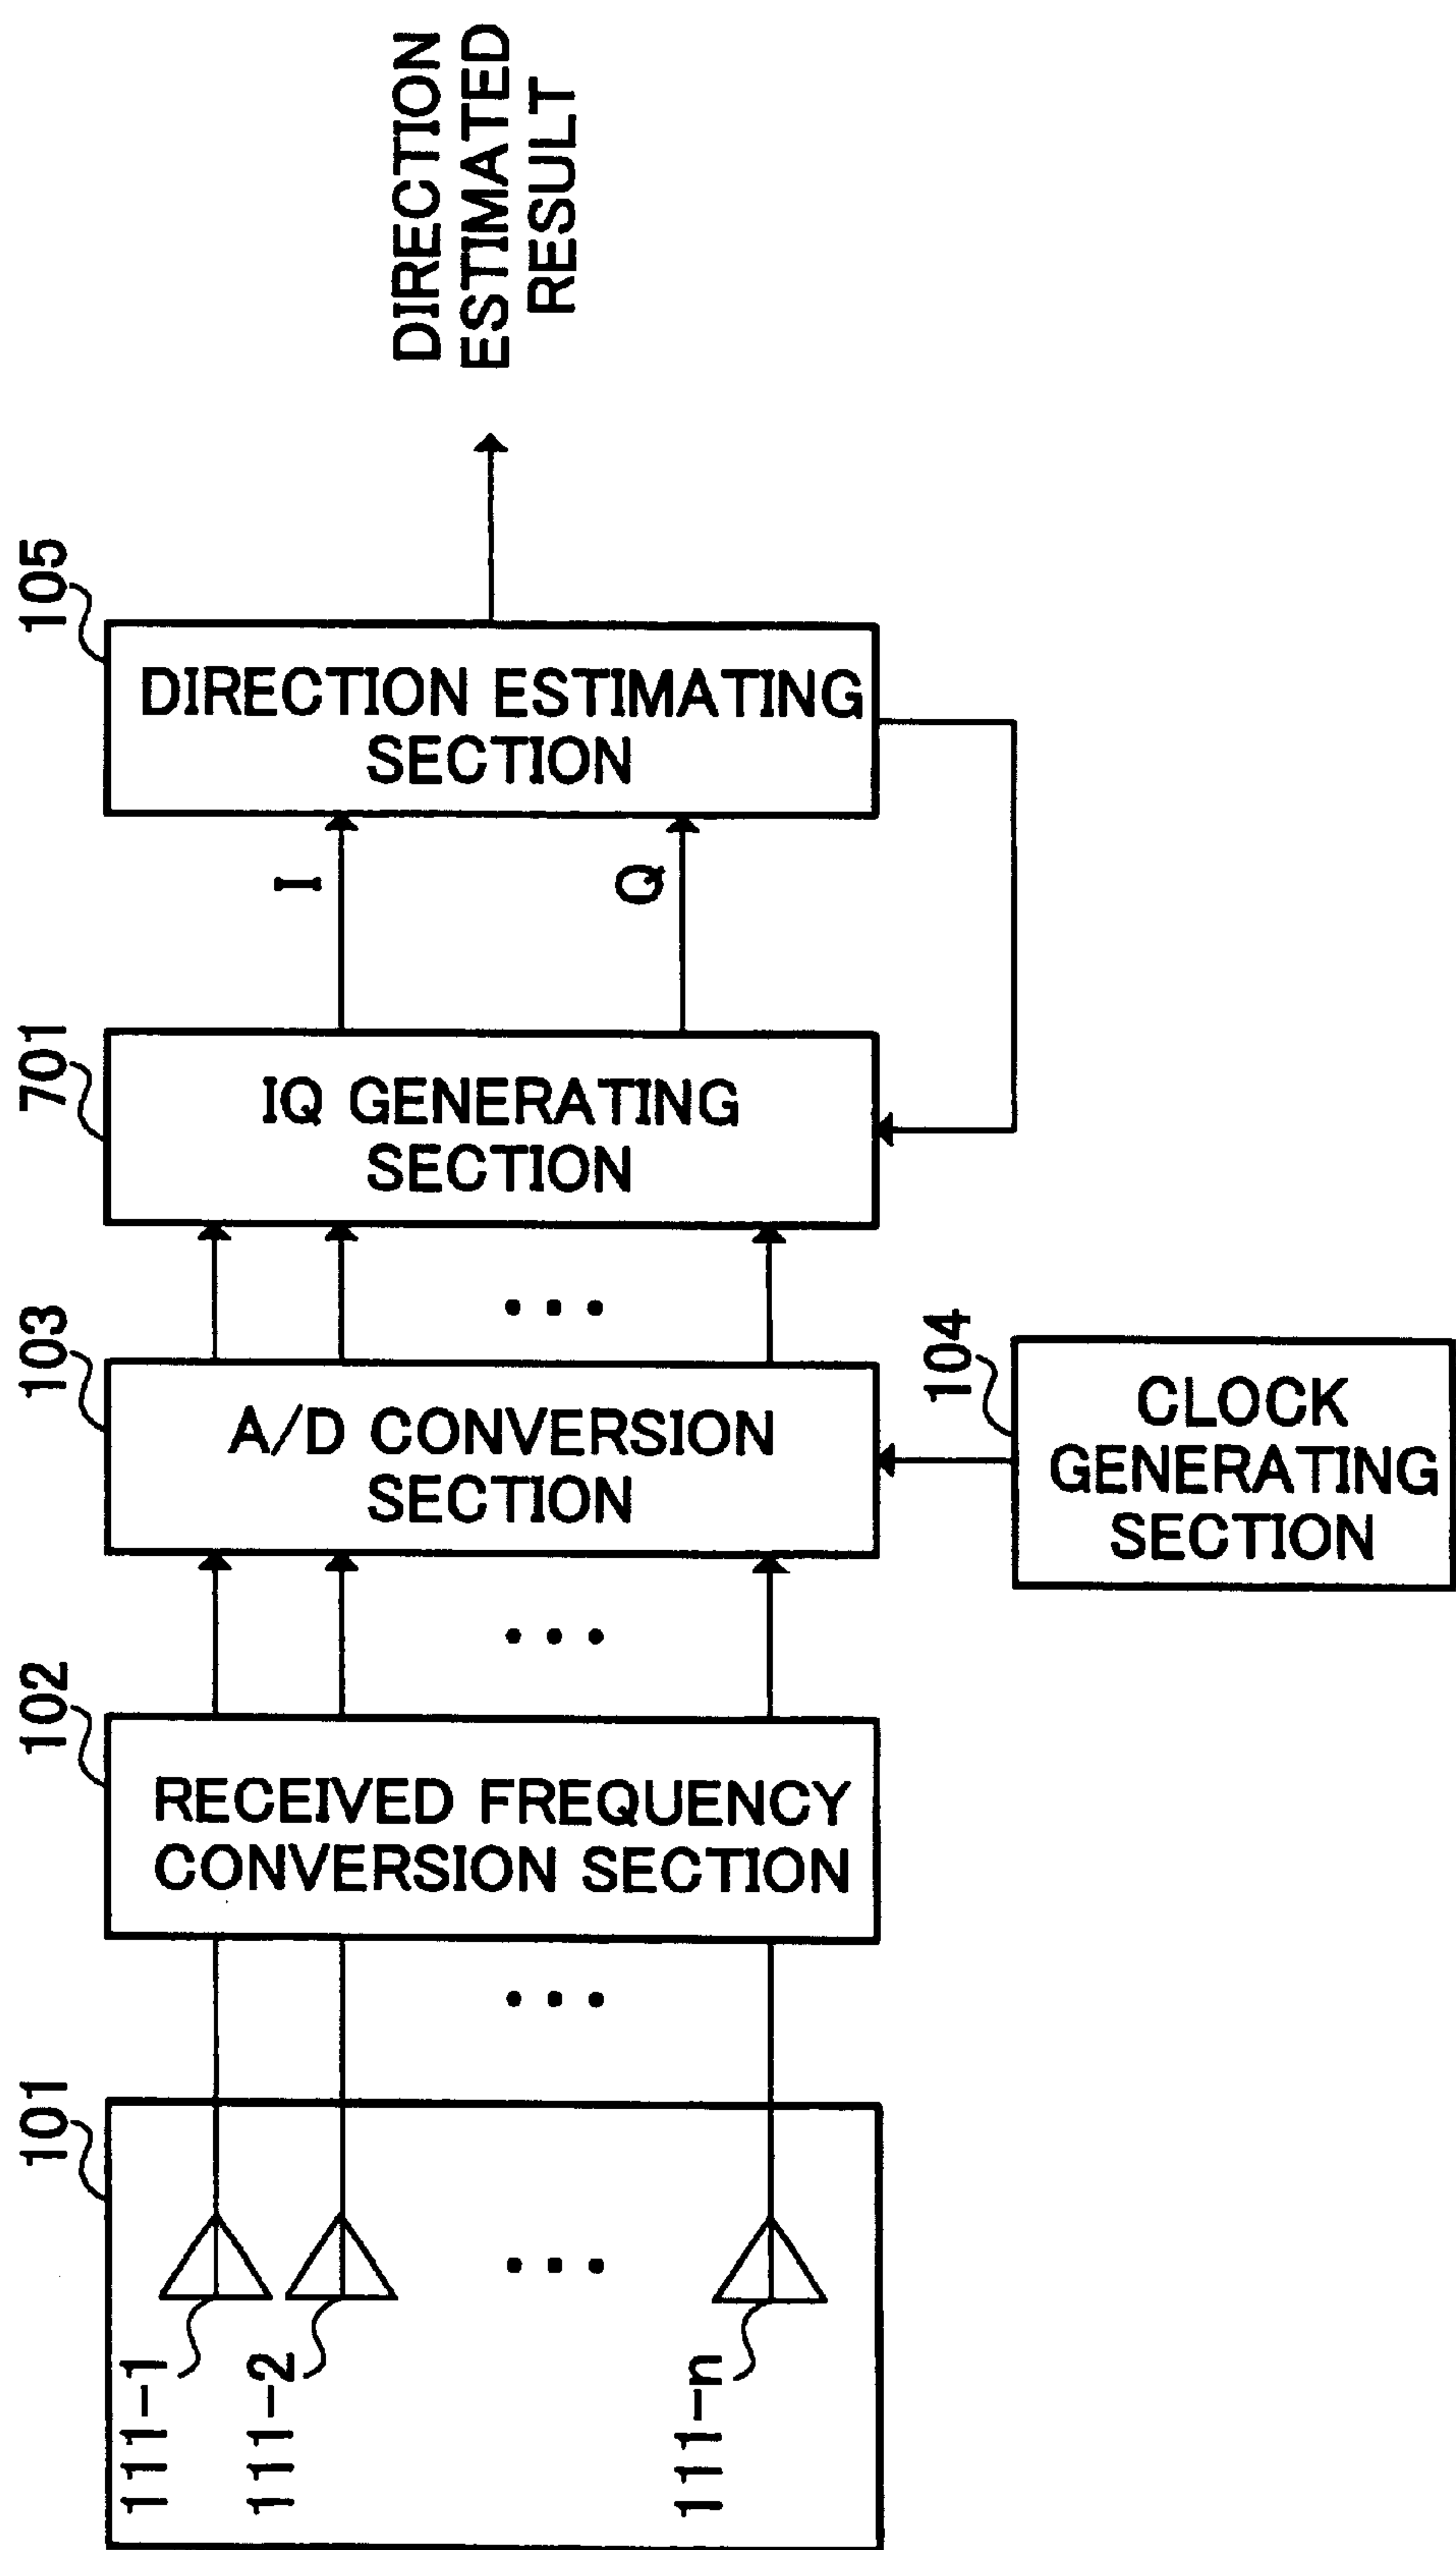 101
111-1
111-2
111-n
102
RECEIVED FREQUENCY
CONVERSION SECTION
103
A/D CONVERSION
SECTION
104
CLOCK
GENERATING
SECTION
701
IQ GENERATING
SECTION
I
Q
105
DIRECTION ESTIMATING
SECTION
DIRECTION
ESTIMATED
RESULT